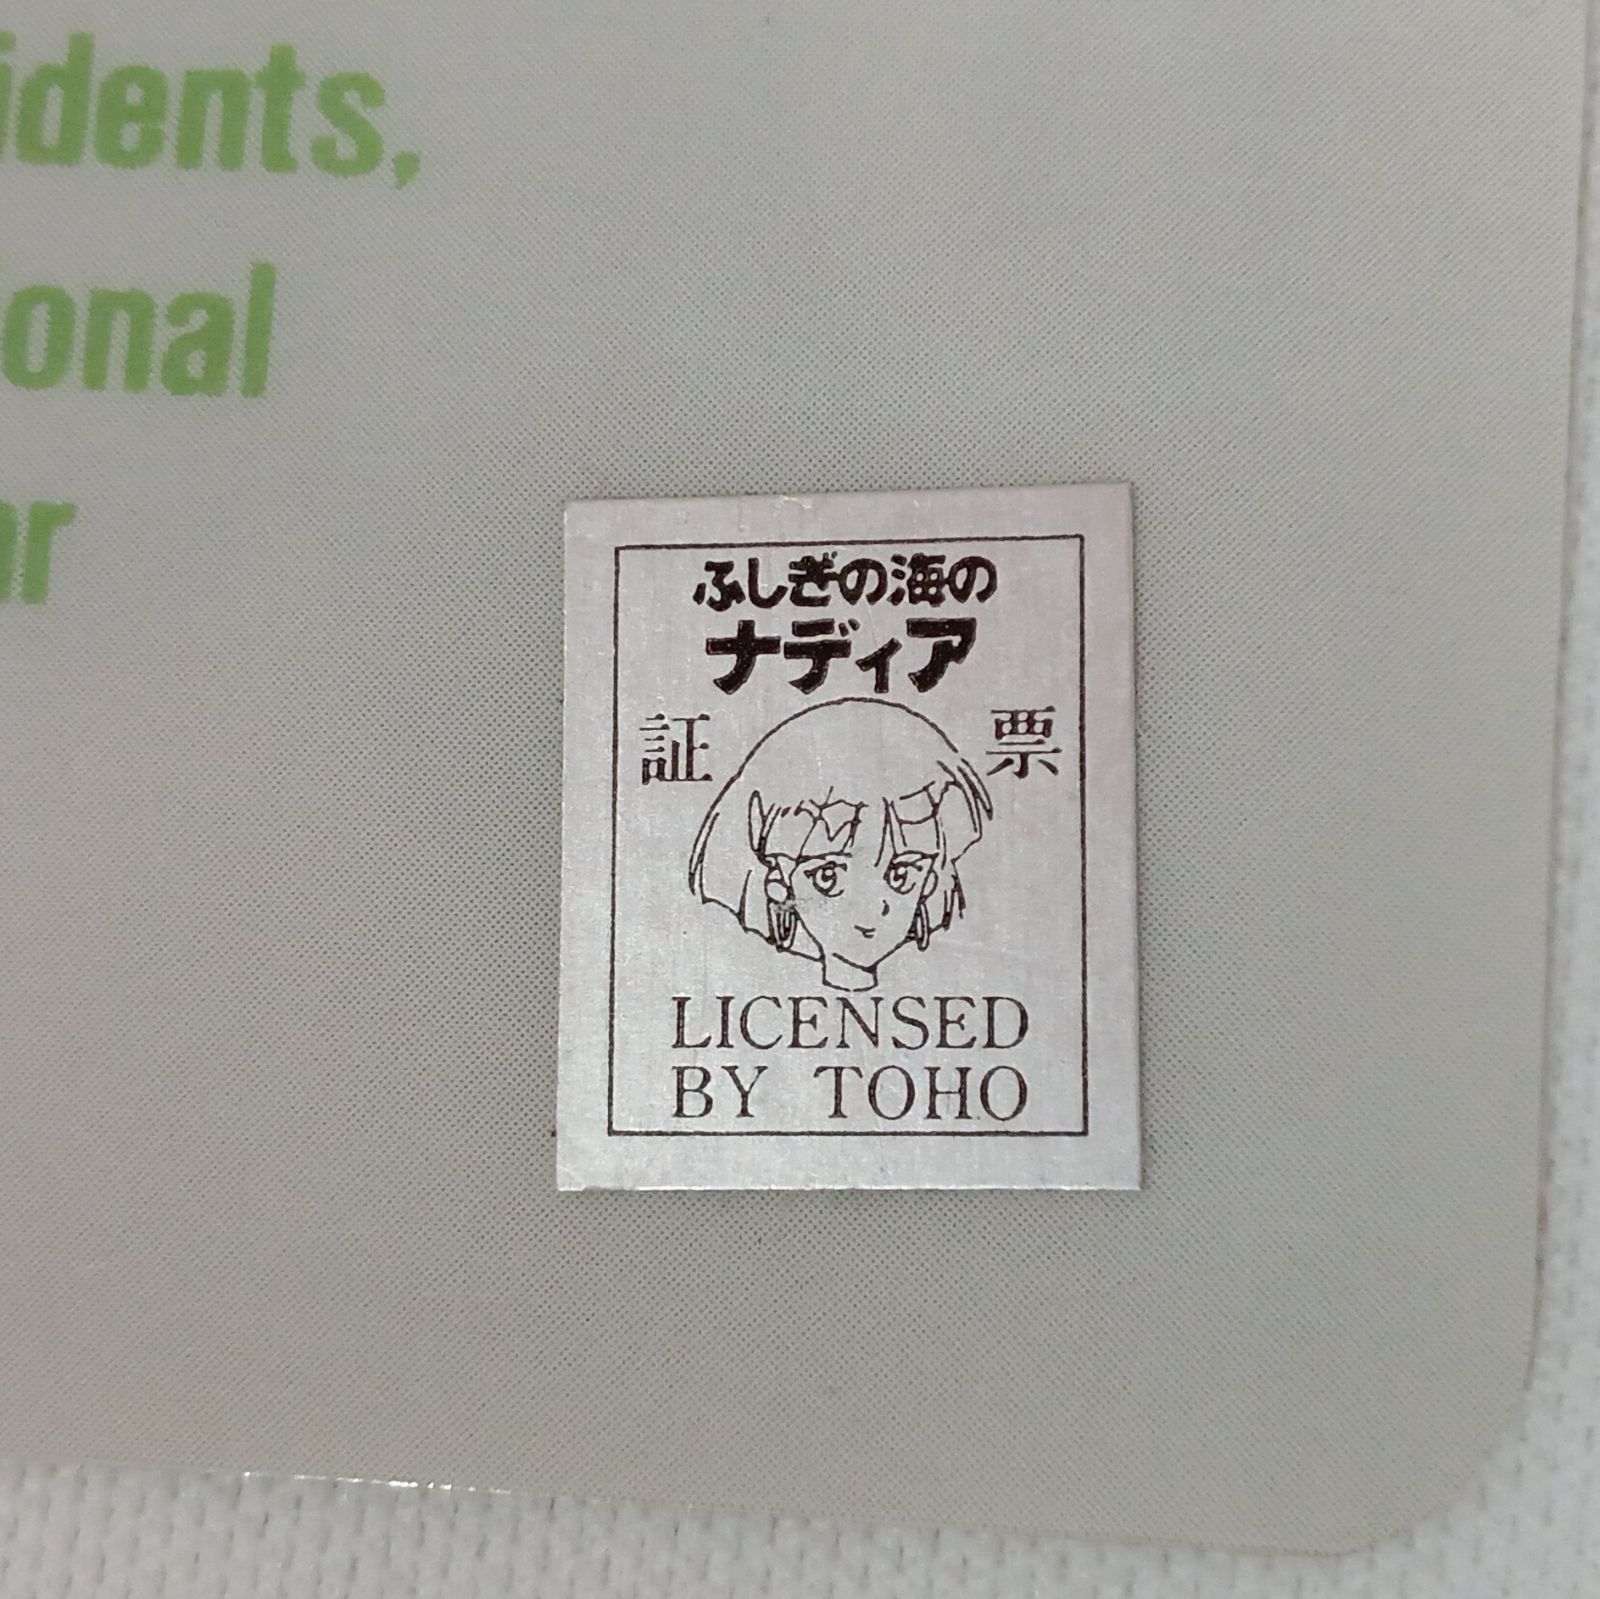 idents,
onal
ar
ふしぎの海の
ナディア
証 票
LICENSED
BY TOHO